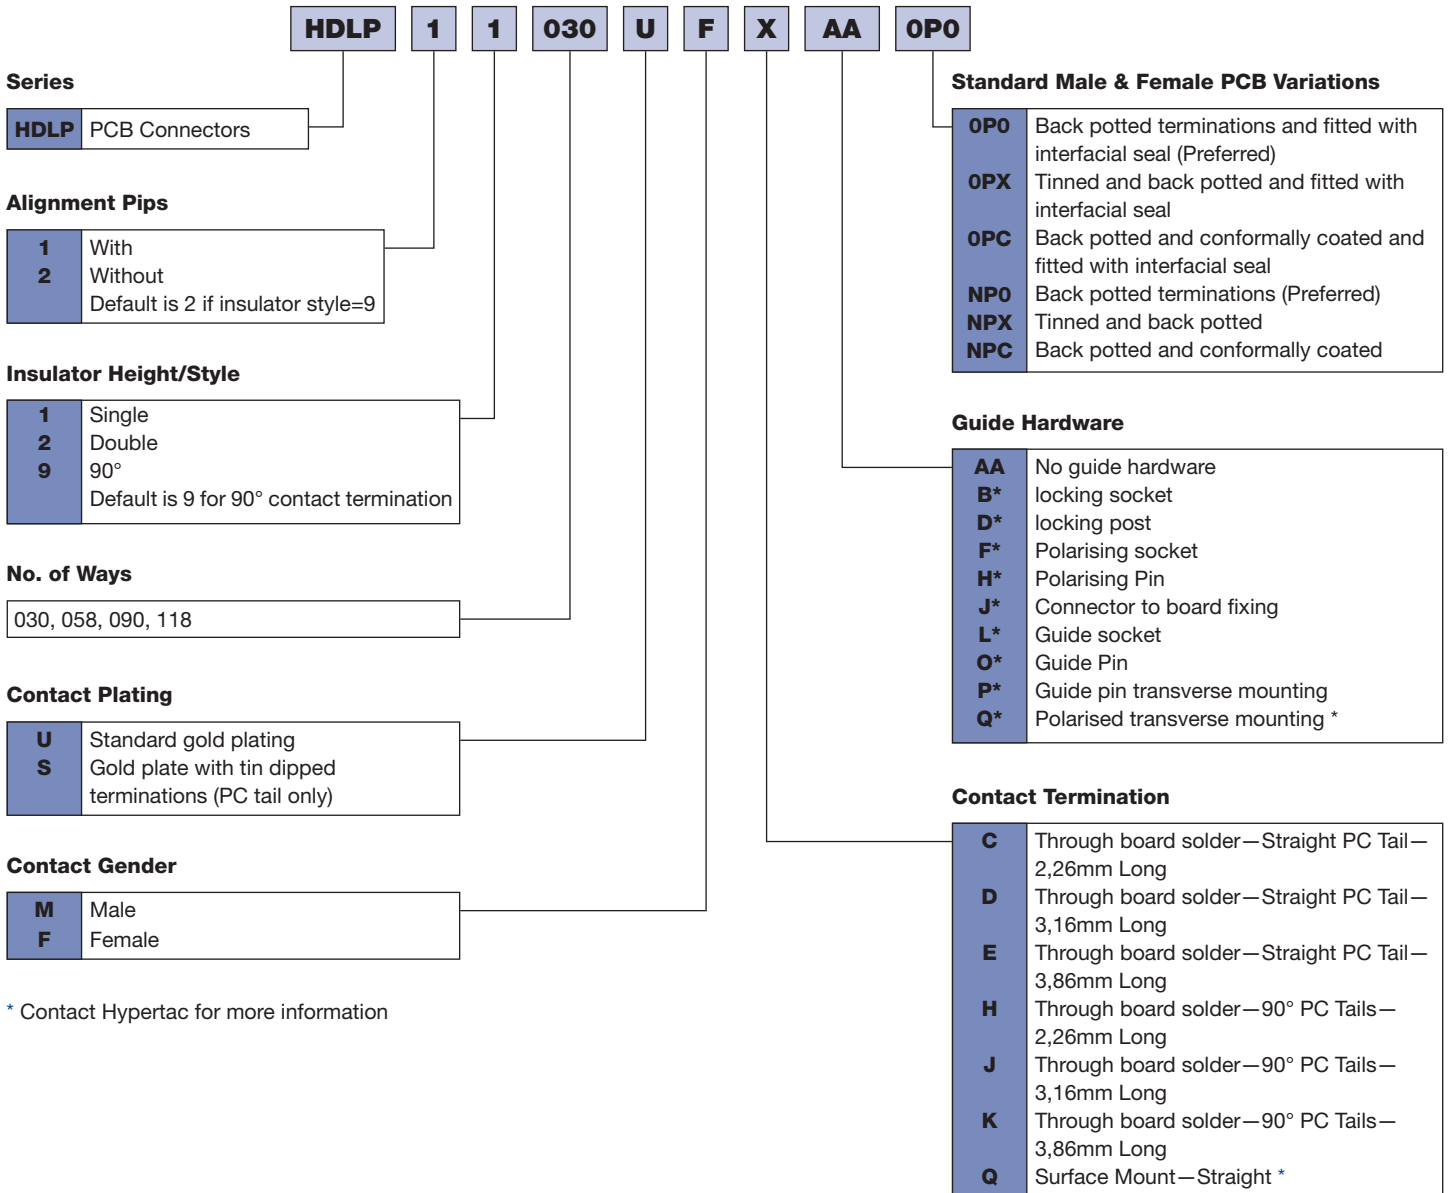 HDLP 1 1 030 U F X AA 0P0
Series
HDLP PCB Connectors
Alignment Pips
1 With
2 Without
Default is 2 if insulator style=9
Insulator Height/Style
1 Single
2 Double
9 90°
Default is 9 for 90° contact termination
No. of Ways
030, 058, 090, 118
Contact Plating
U Standard gold plating
S Gold plate with tin dipped
terminations (PC tail only)
Contact Gender
M Male
F Female
* Contact Hypertac for more information
Standard Male & Female PCB Variations
0P0 Back potted terminations and fitted with
interfacial seal (Preferred)
0PX Tinned and back potted and fitted with
interfacial seal
0PC Back potted and conformally coated and
fitted with interfacial seal
NP0 Back potted terminations (Preferred)
NPX Tinned and back potted
NPC Back potted and conformally coated
Guide Hardware
AA No guide hardware
B* locking socket
D* locking post
F* Polarising socket
H* Polarising Pin
J* Connector to board fixing
L* Guide socket
O* Guide Pin
P* Guide pin transverse mounting
Q* Polarised transverse mounting *
Contact Termination
C Through board solder—Straight PC Tail—
2,26mm Long
D Through board solder—Straight PC Tail—
3,16mm Long
E Through board solder—Straight PC Tail—
3,86mm Long
H Through board solder—90° PC Tails—
2,26mm Long
J Through board solder—90° PC Tails—
3,16mm Long
K Through board solder—90° PC Tails—
3,86mm Long
Q Surface Mount—Straight *